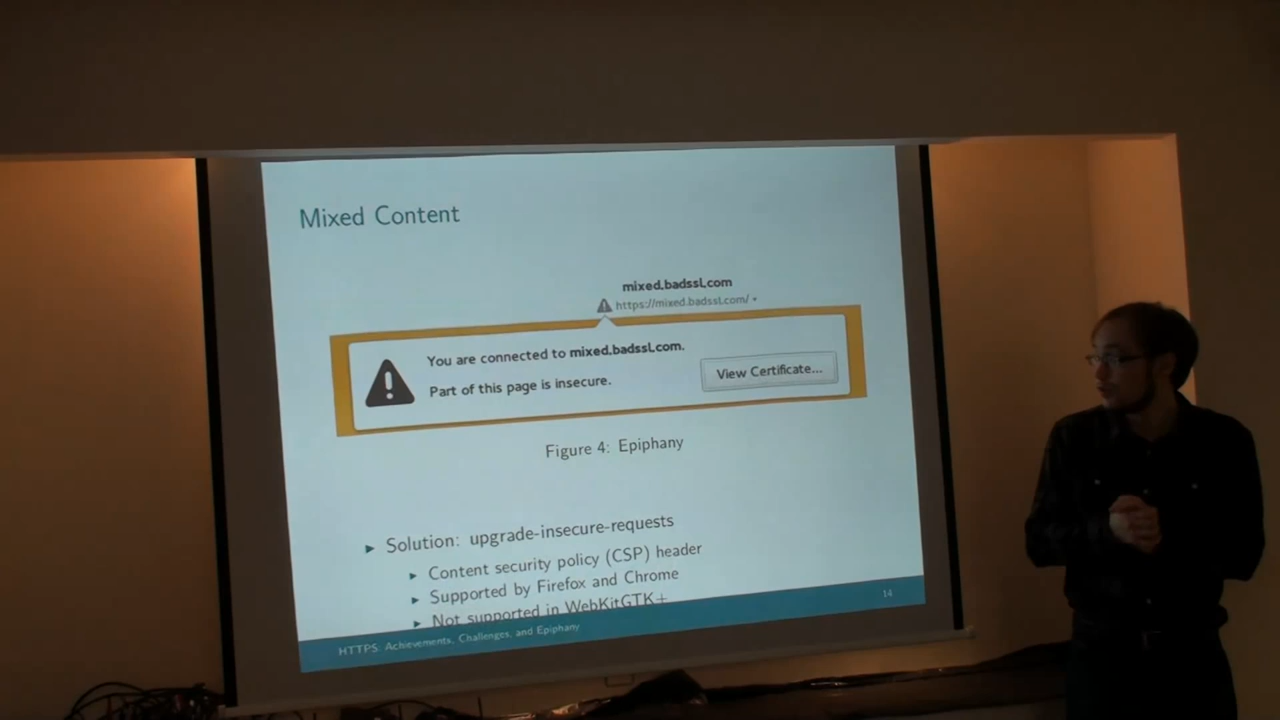 Mixed Content
mixed.badssl.com
https://mixed.badssl.com/
You are connected to mixed.badssl.com.
Part of this page is insecure.
View Certificate...
Figure 4: Epiphany
Solution: upgrade-insecure-requests
Content security policy (CSP) header
Supported by Firefox and Chrome
Not supported in WebKitGTK+
14
HTTPS: Achievements, Challenges, and Epiphany